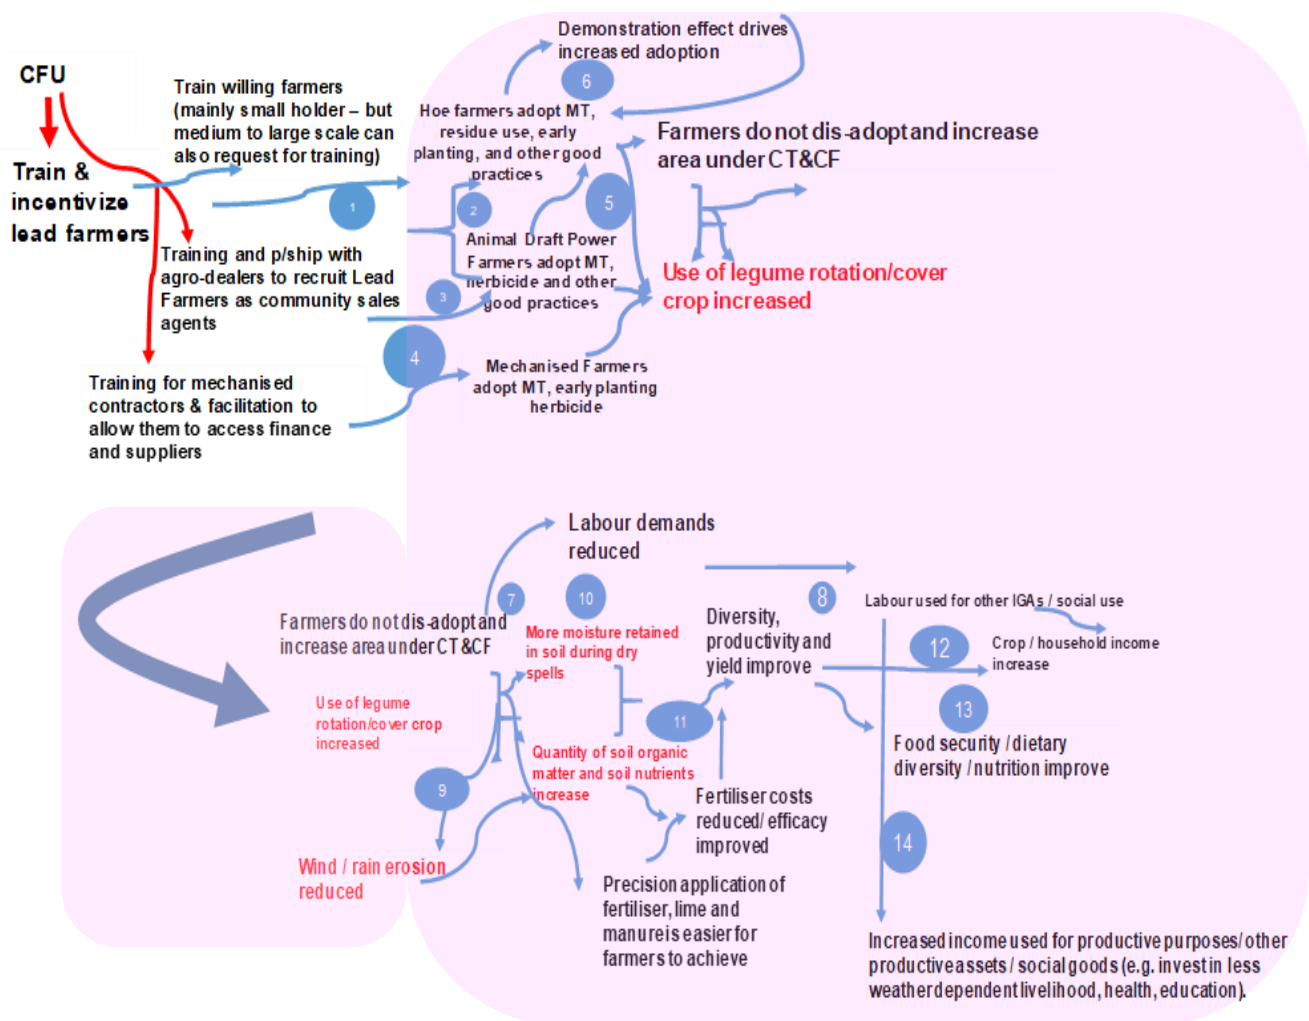 CFU
Train &
incentivize
lead farmers
Train willing farmers
(mainly small holder – but
medium to large scale can
also request for training)
1
Training and p/ship with
agro-dealers to recruit Lead
Farmers as community sales
agents
Training for mechanised
contractors & facilitation to
allow them to access finance
and suppliers
Demonstration effect drives
increased adoption
6
Hoe farmers adopt MT,
residue use, early
planting, and other good
practices
2
5
Animal Draft Power
Farmers adopt MT,
herbicide and other
good practices
3
4
Mechanised Farmers
adopt MT, early planting
herbicide
Farmers do not dis-adopt and increase
area under CT&CF
Use of legume rotation/cover
crop increased
Labour demands
reduced
7
10
8
Farmers do not dis-adopt and
increase area under CT&CF
Use of legume
rotation/cover crop
increased
More moisture retained
in soil during dry
spells
Diversity,
productivity and
yield improve
11
Quantity of soil organic
matter and soil nutrients
increase
9
Wind / rain erosion
reduced
Fertiliser costs
reduced/ efficacy
improved
Precision application of
fertiliser, lime and
manure is easier for
farmers to achieve
Labour used for other IGAs / social use
12
Crop / household income
increase
13
Food security / dietary
diversity / nutrition improve
14
Increased income used for productive purposes/ other
productive assets / social goods (e.g. invest in less
weather dependent livelihood, health, education).